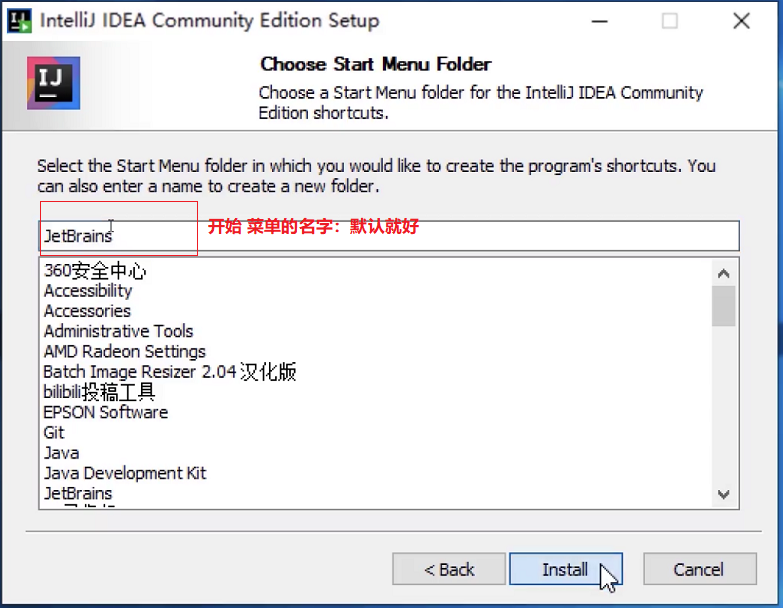 IntelliJ IDEA Community Edition Setup
IJ
Choose Start Menu Folder
Choose a Start Menu folder for the IntelliJ IDEA Community
Edition shortcuts.
Select the Start Menu folder in which you would like to create the program's shortcuts. You
can also enter a name to create a new folder.
开始 菜单的名字：默认就好
JetBrains
360安全中心
Accessibility
Accessories
Administrative Tools
AMD Radeon Settings
Batch Image Resizer 2.04 汉化版
bilibili投稿工具
EPSON Software
Git
Java
Java Development Kit
JetBrains
< Back
Install
Cancel